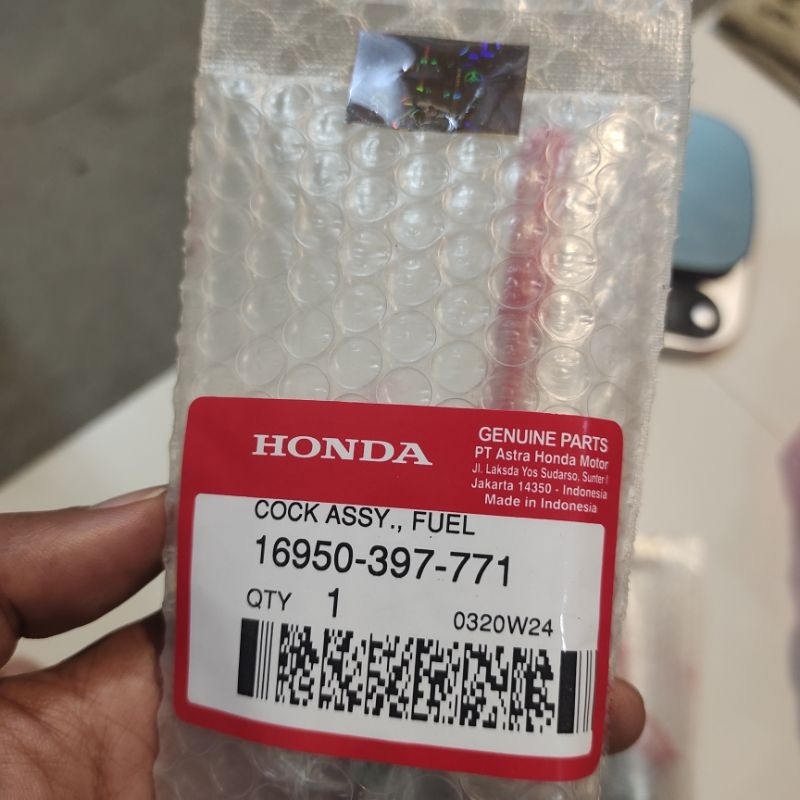 HONDA
GENUINE PARTS
PT Astra Honda Motor
Jl. Laksda Yos Sudarso, Sunter I
Jakarta 14350 - Indonesia
Made in Indonesia
COCK ASSY., FUEL
16950-397-771
QTY 1
0320W24